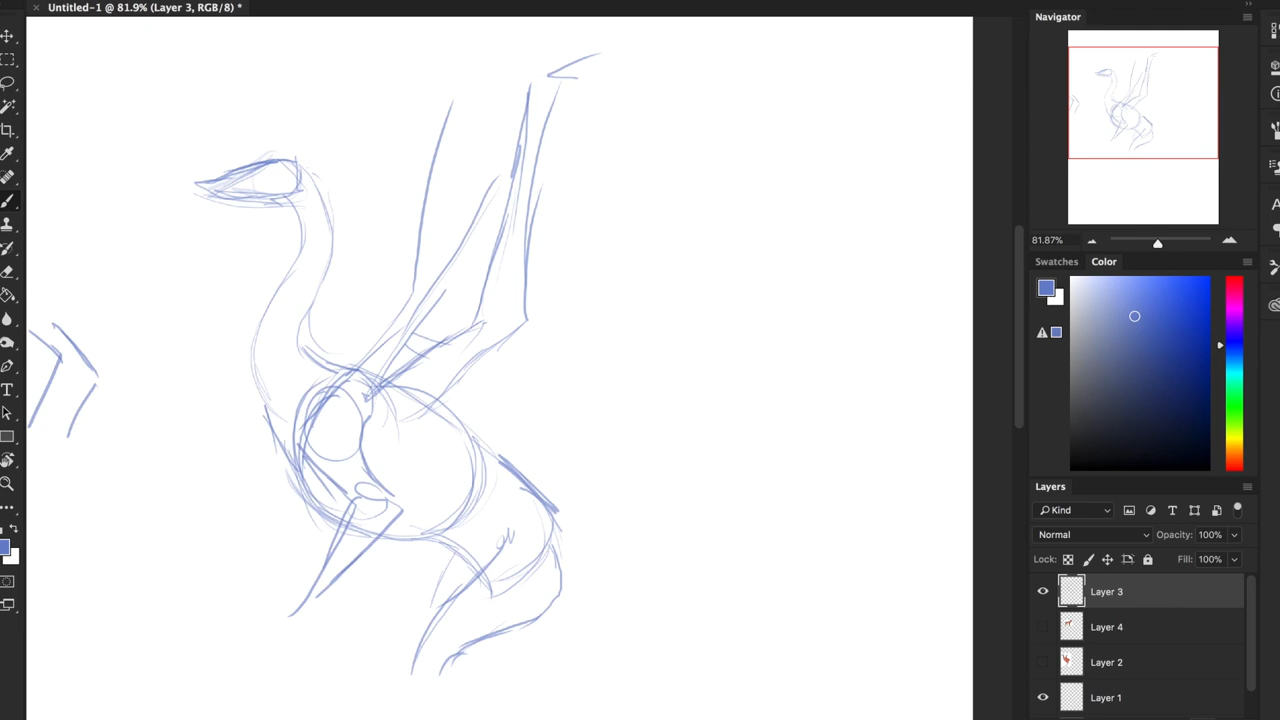 Untitled-1 @ 81.9% (Layer 3, RGB/8) *
Navigator
81.87%
Swatches
Color
Layers
Kind
Normal
Opacity: 100%
Lock:
Fill: 100%
Layer 3
Layer 4
Layer 2
Layer 1